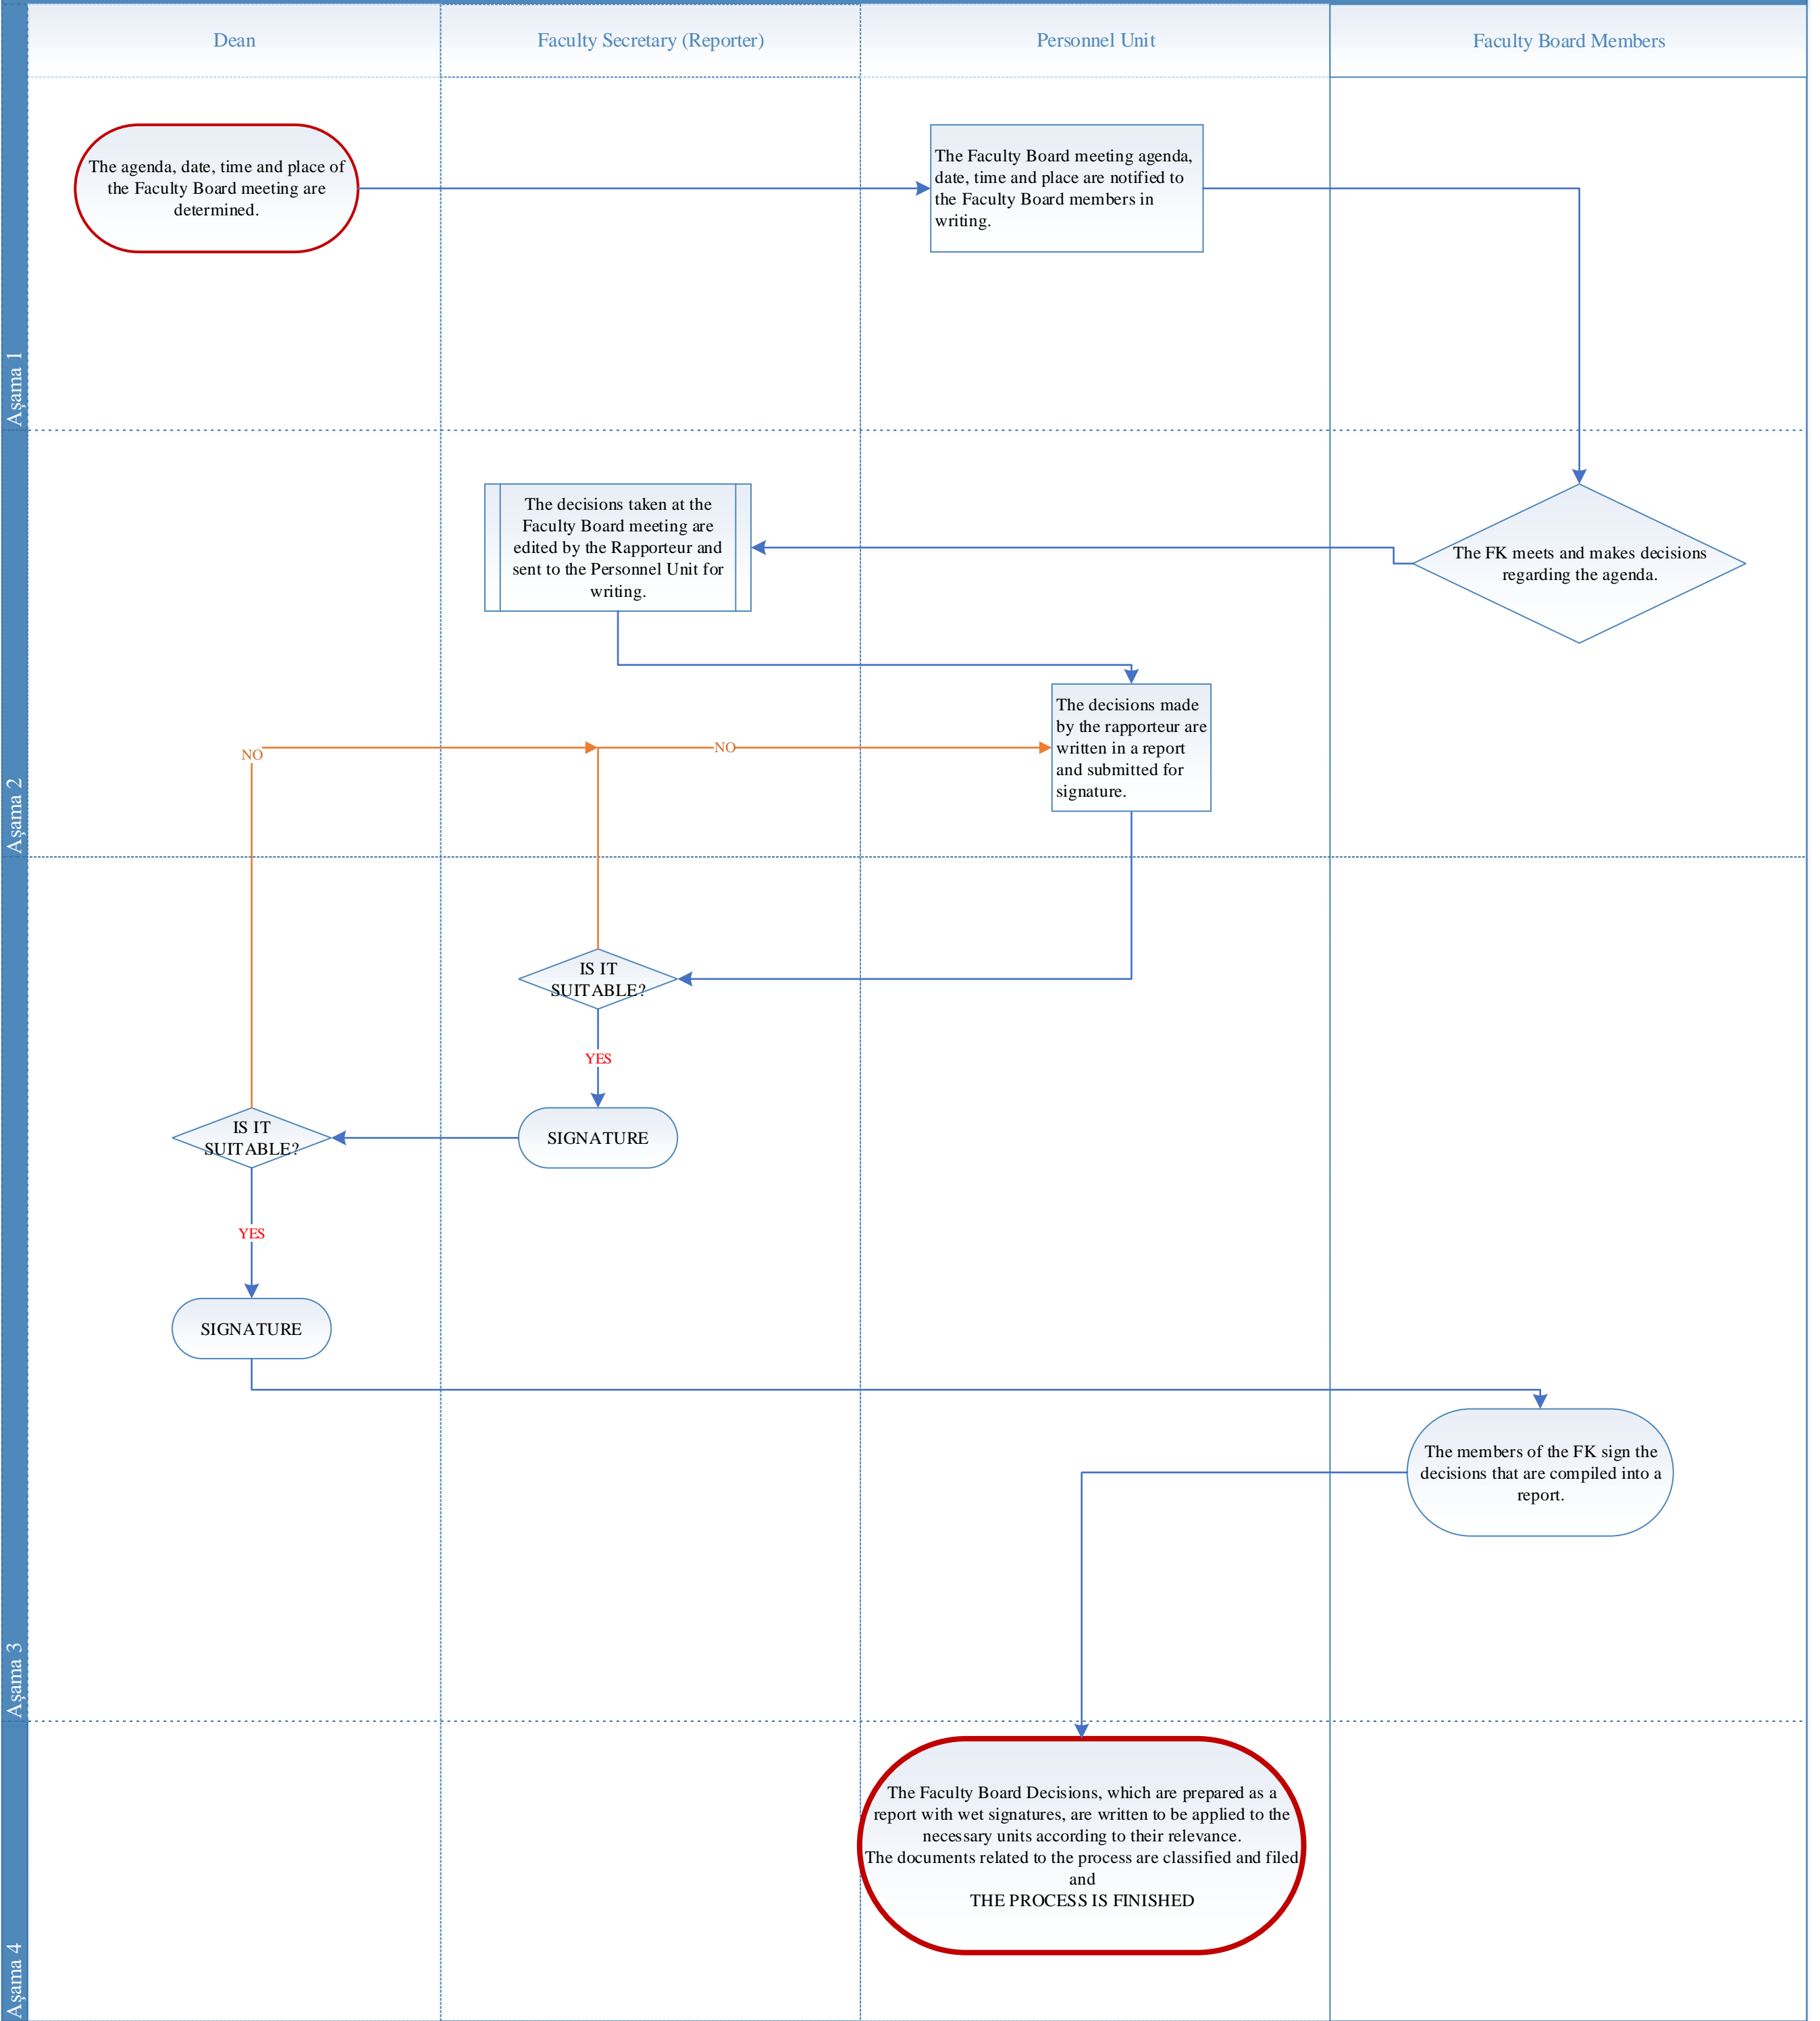 Dean
Faculty Secretary (Reporter)
Personnel Unit
Faculty Board Members
Aşama 1
The agenda, date, time and place of
the Faculty Board meeting are
determined.
The Faculty Board meeting agenda,
date, time and place are notified to
the Faculty Board members in
writing.
Aşama 2
The decisions taken at the
Faculty Board meeting are
edited by the Rapporteur and
sent to the Personnel Unit for
writing.
The FK meets and makes decisions
regarding the agenda.
The decisions made
by the rapporteur are
written in a report
and submitted for
signature.
NO
NO
Aşama 3
IS IT
SUITABLE?
YES
SIGNATURE
IS IT
SUITABLE?
YES
SIGNATURE
The members of the FK sign the
decisions that are compiled into a
report.
Aşama 4
The Faculty Board Decisions, which are prepared as a
report with wet signatures, are written to be applied to the
necessary units according to their relevance.
The documents related to the process are classified and filed
and
THE PROCESS IS FINISHED